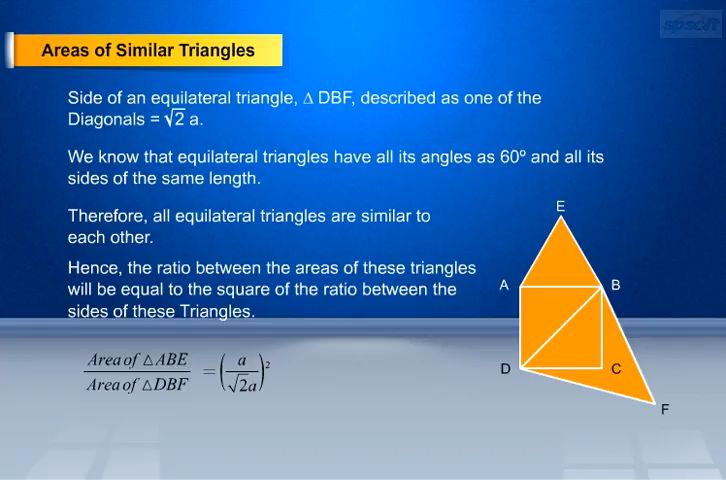 spsoft
Areas of Similar Triangles
Side of an equilateral triangle, Δ DBF, described as one of the
Diagonals = √2 a.
We know that equilateral triangles have all its angles as 60º and all its
sides of the same length.
Therefore, all equilateral triangles are similar to
each other.
Hence, the ratio between the areas of these triangles
will be equal to the square of the ratio between the
sides of these Triangles.
Area of △ABE / Area of △DBF = (a / √2a)²
E
A
B
D
C
F